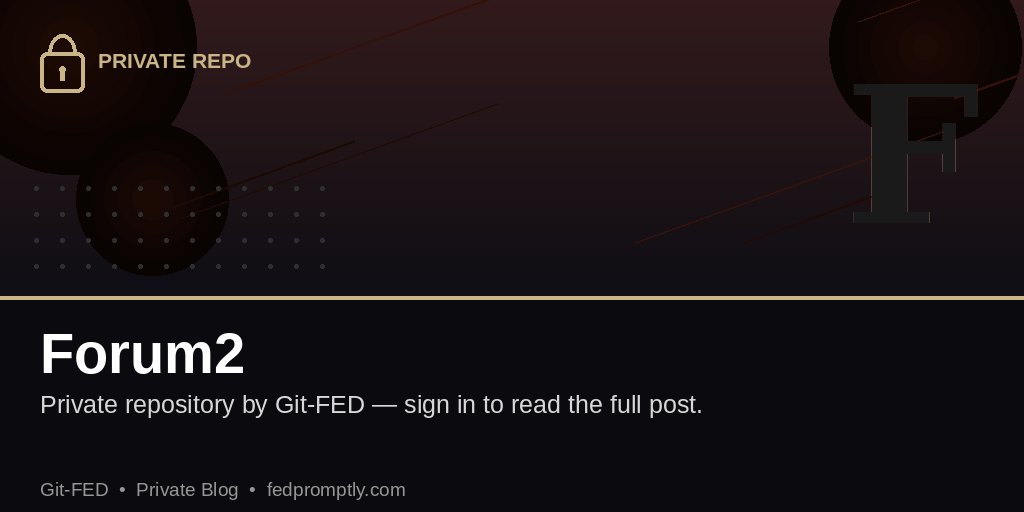 PRIVATE REPO
F
Forum2
Private repository by Git-FED — sign in to read the full post.
Git-FED • Private Blog • fedpromptly.com